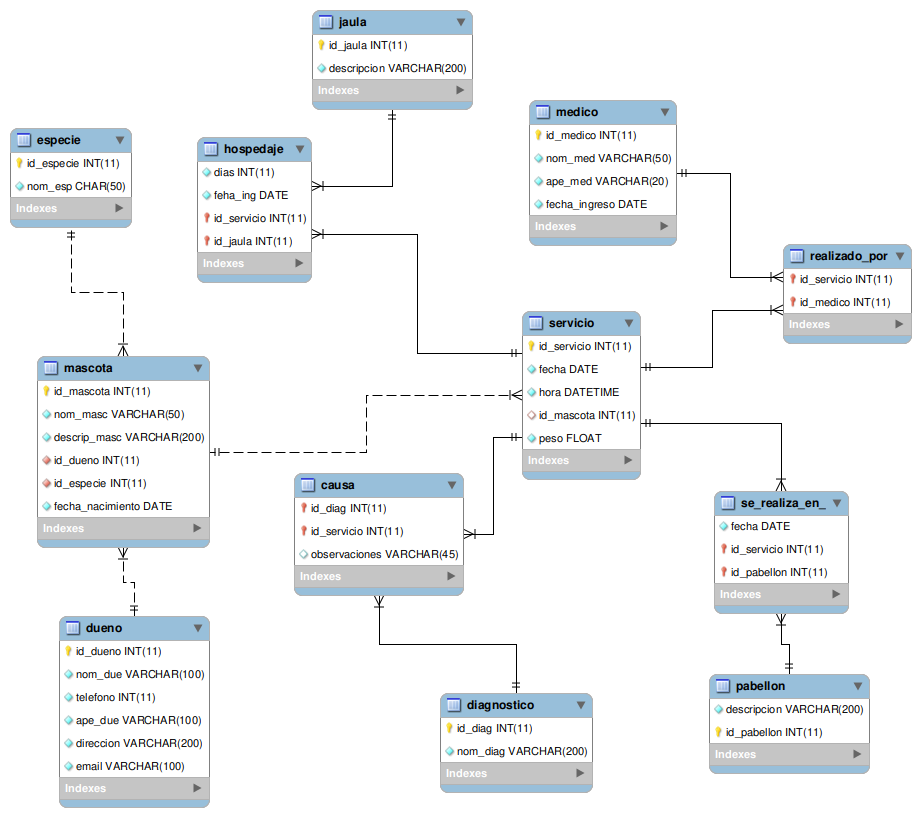 jaula
id_jaula INT(11)
descripcion VARCHAR(200)
Indexes
medico
id_medico INT(11)
nom_med VARCHAR(50)
ape_med VARCHAR(20)
fecha_ingreso DATE
Indexes
especie
id_especie INT(11)
nom_esp CHAR(50)
Indexes
hospedaje
dias INT(11)
feha_ing DATE
id_servicio INT(11)
id_jaula INT(11)
Indexes
realizado_por
id_servicio INT(11)
id_medico INT(11)
Indexes
servicio
id_servicio INT(11)
fecha DATE
hora DATETIME
id_mascota INT(11)
peso FLOAT
Indexes
mascota
id_mascota INT(11)
nom_masc VARCHAR(50)
descrip_masc VARCHAR(200)
id_dueno INT(11)
id_especie INT(11)
fecha_nacimiento DATE
Indexes
causa
id_diag INT(11)
id_servicio INT(11)
observaciones VARCHAR(45)
Indexes
se_realiza_en_
fecha DATE
id_servicio INT(11)
id_pabellon INT(11)
Indexes
dueno
id_dueno INT(11)
nom_due VARCHAR(100)
telefono INT(11)
ape_due VARCHAR(100)
direccion VARCHAR(200)
email VARCHAR(100)
Indexes
diagnostico
id_diag INT(11)
nom_diag VARCHAR(200)
Indexes
pabellon
descripcion VARCHAR(200)
id_pabellon INT(11)
Indexes